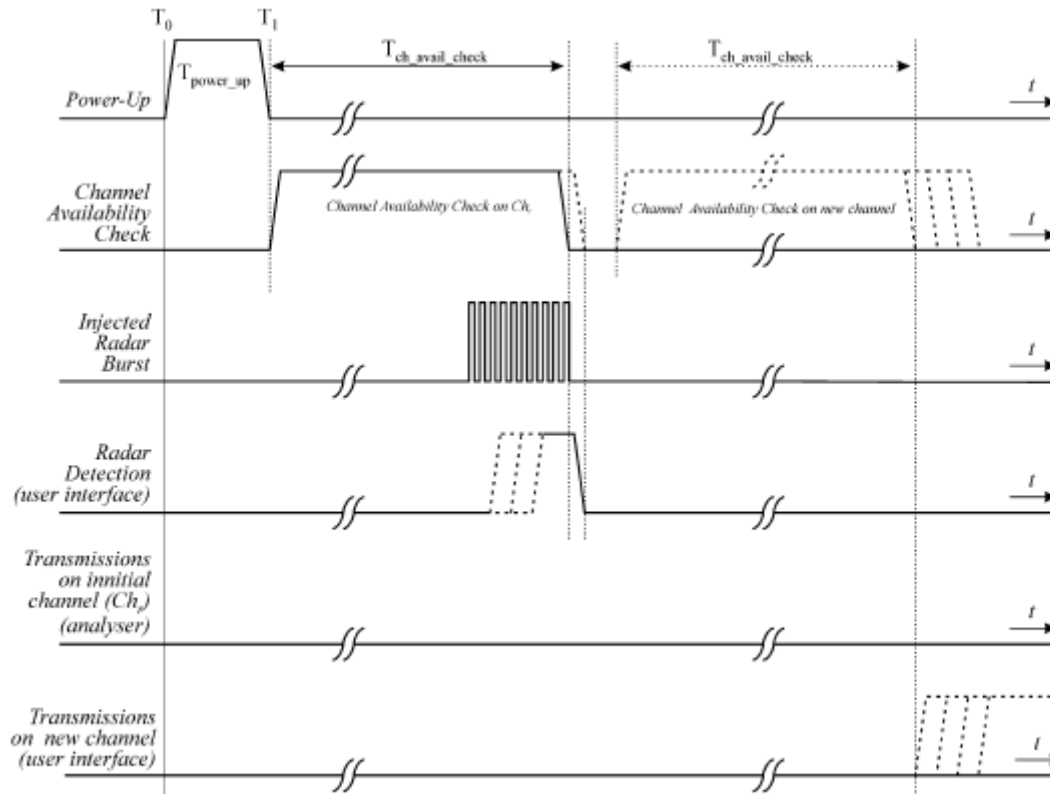 T0
T1
Tpower_up
Tch_avail_check
Tch_avail_check
Power-Up
t
Channel
Availability
Check
Channel Availability Check on Chr
Channel Availability Check on new channel
t
Injected
Radar
Burst
t
Radar
Detection
(user interface)
t
Transmissions
on innitial
channel (Chr)
(analyser)
t
Transmissions
on new channel
(user interface)
t